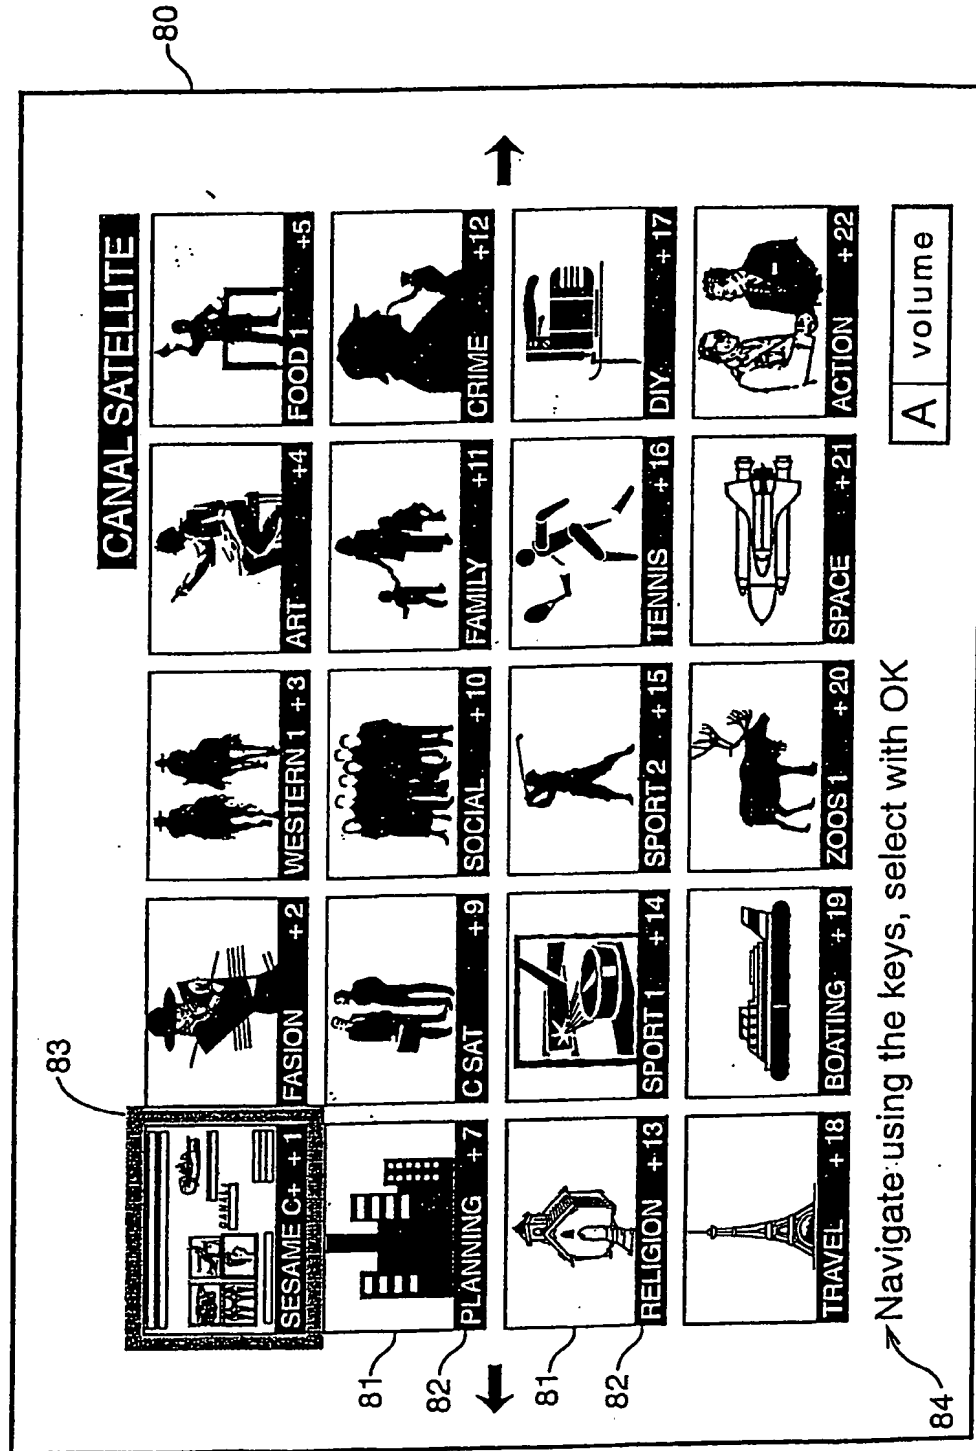 80
CANAL SATELLITE
83
SESAME C+ + 1
FASION + 2
WESTERN 1 + 3
ART +4
FOOD 1 +5
PLANNING +7
C SAT +9
SOCIAL + 10
FAMILY +11
CRIME +12
81
82
RELIGION +13
SPORT 1 +14
SPORT 2 + 15
TENNIS + 16
DIY + 17
81
82
TRAVEL + 18
BOATING + 19
ZOOS 1 + 20
SPACE + 21
ACTION + 22
84
Navigate using the keys, select with OK
A volume